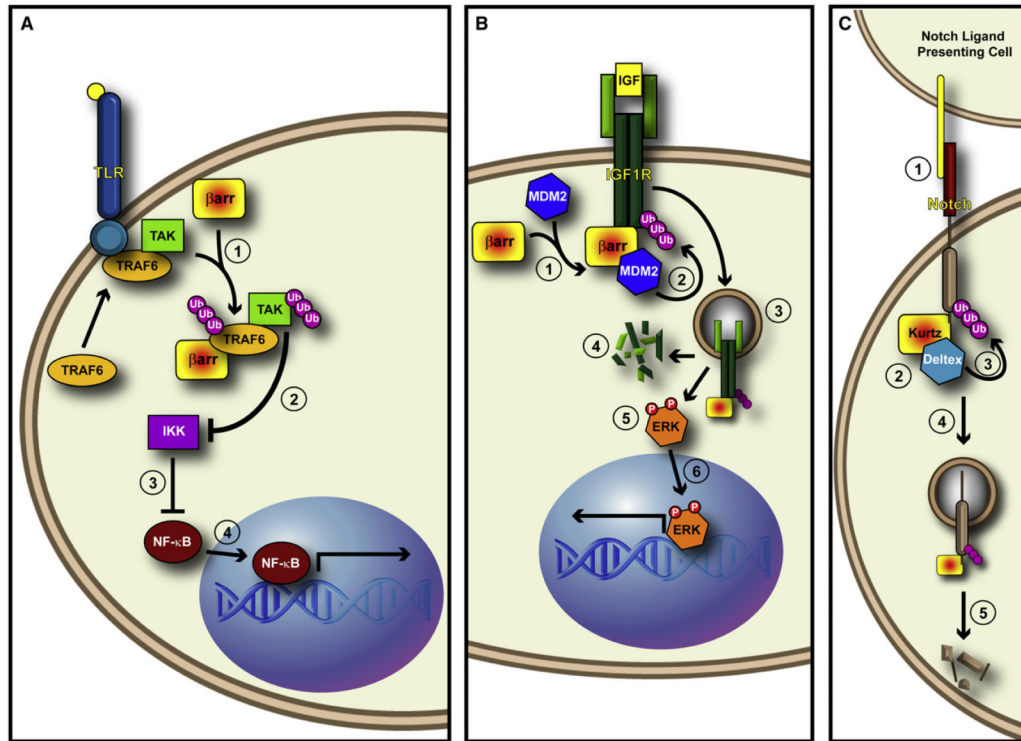 A
TLR
βarr
TAK
1
TRAF6
Ub
Ub
Ub
TAK
Ub
Ub
Ub
TRAF6
βarr
TRAF6
2
IKK
3
NF-κB
4
NF-κB
B
IGF
IGF1R
MDM2
βarr
1
βarr
MDM2
Ub
Ub
Ub
2
3
4
5
P
P
ERK
6
P
P
ERK
C
Notch Ligand
Presenting Cell
1
Notch
Ub
Ub
Ub
Kurtz
Deltex
2
3
4
5